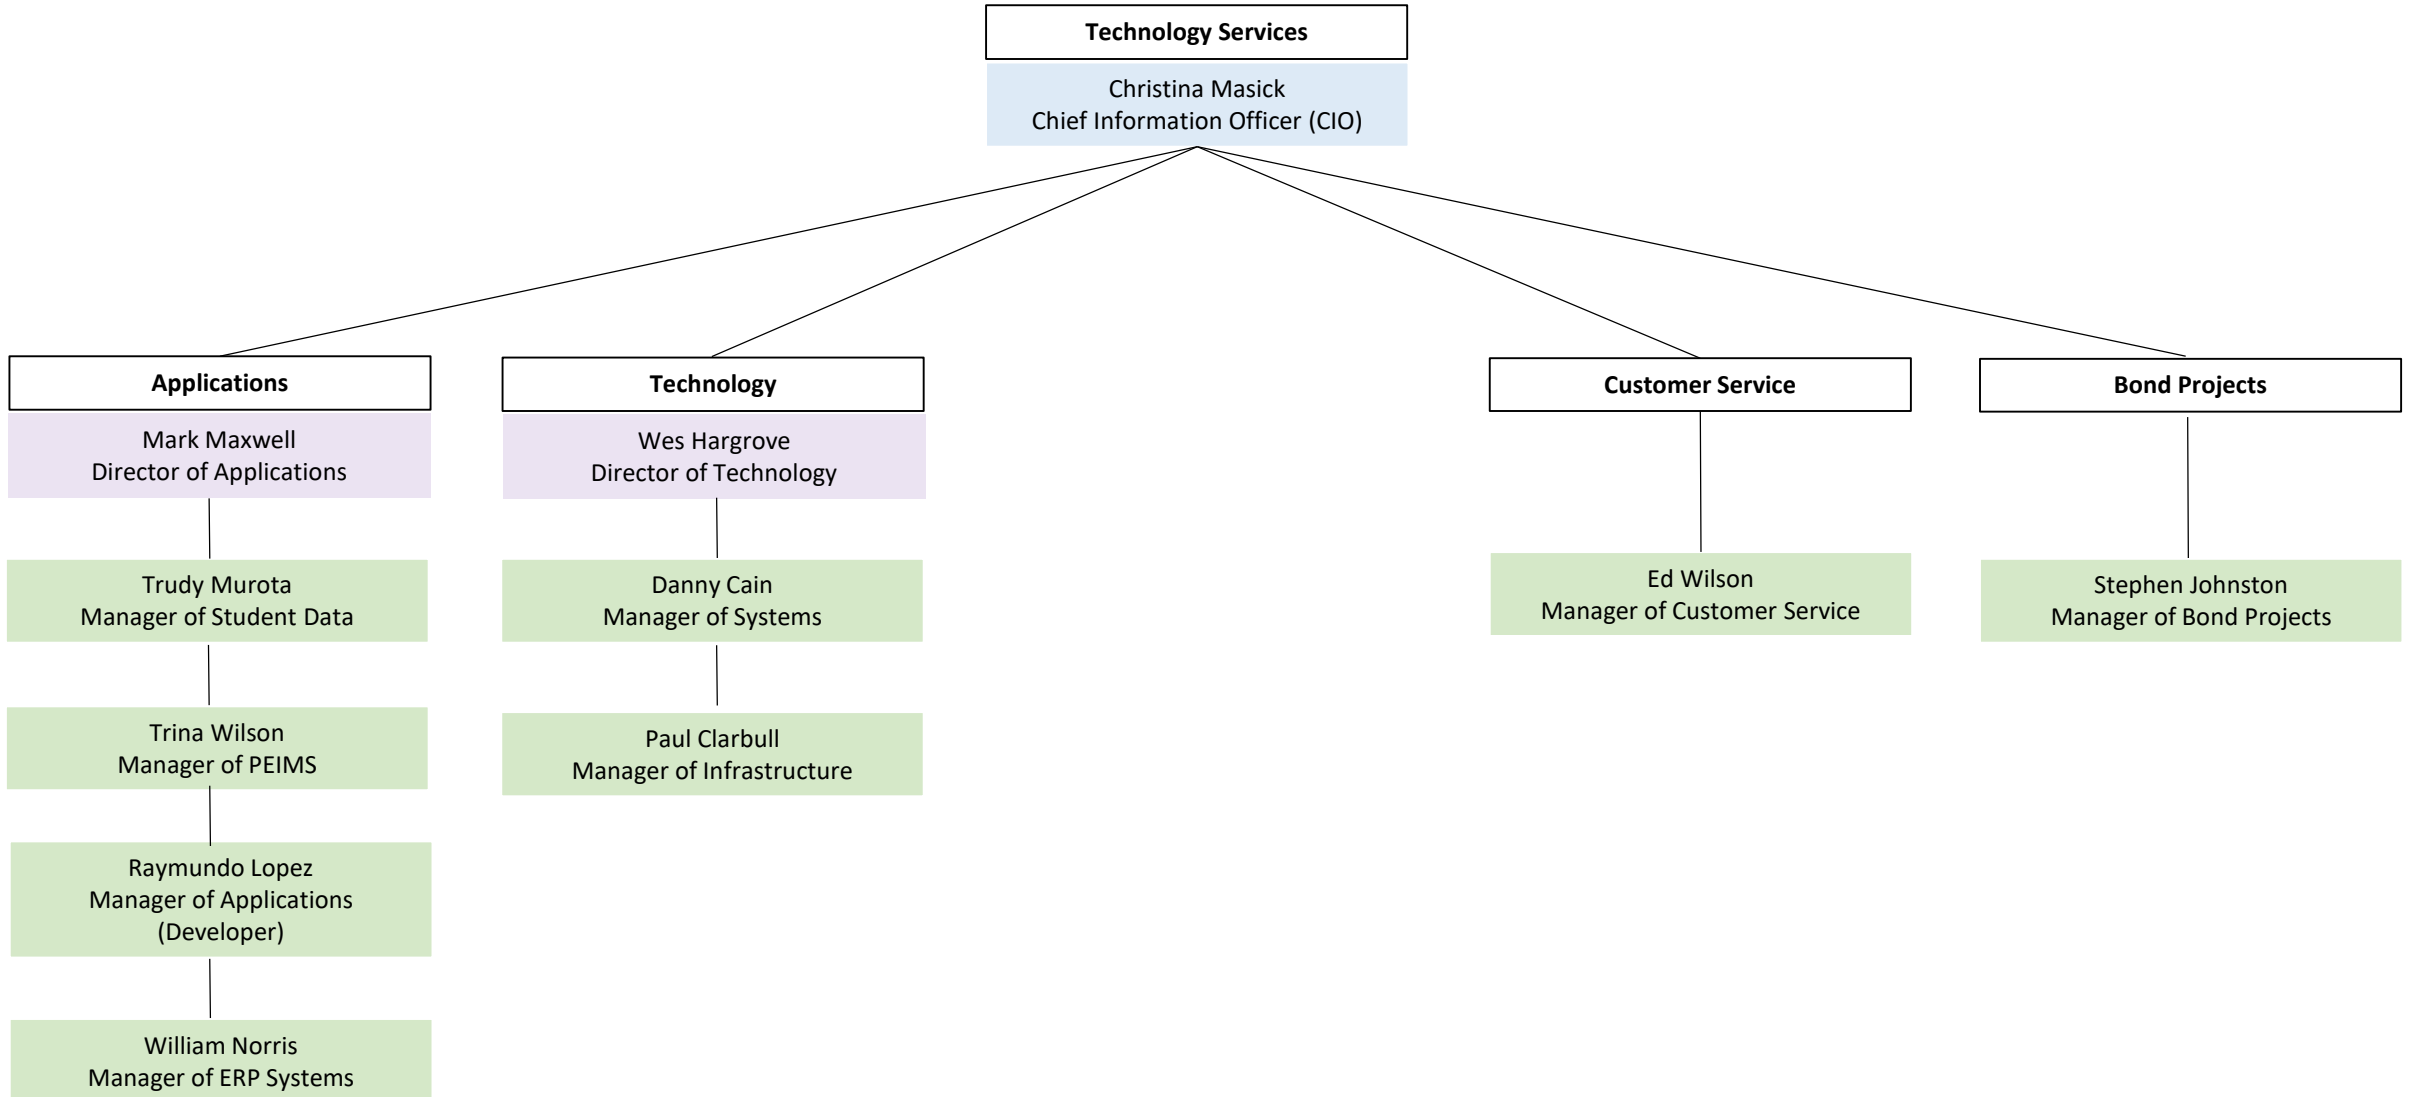 Technology Services
Christina Masick
Chief Information Officer (CIO)
Applications
Mark Maxwell
Director of Applications
Trudy Murota
Manager of Student Data
Trina Wilson
Manager of PEIMS
Raymundo Lopez
Manager of Applications
(Developer)
William Norris
Manager of ERP Systems
Technology
Wes Hargrove
Director of Technology
Danny Cain
Manager of Systems
Paul Clarbull
Manager of Infrastructure
Customer Service
Ed Wilson
Manager of Customer Service
Bond Projects
Stephen Johnston
Manager of Bond Projects